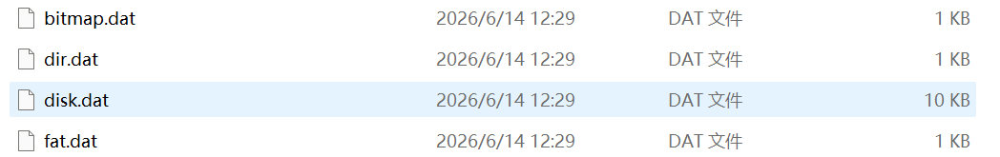 bitmap.dat 2026/6/14 12:29 DAT 文件 1 KB
dir.dat 2026/6/14 12:29 DAT 文件 1 KB
disk.dat 2026/6/14 12:29 DAT 文件 10 KB
fat.dat 2026/6/14 12:29 DAT 文件 1 KB